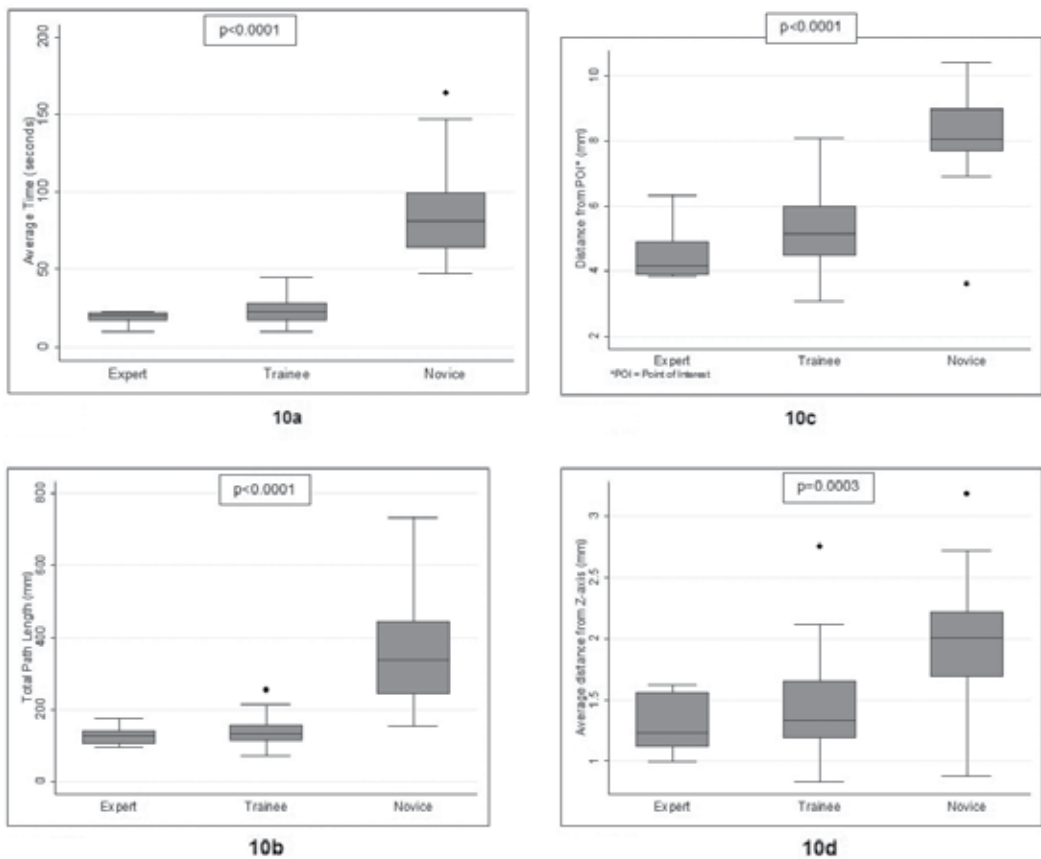 p<0.0001
Average Time (seconds)
200
150
100
50
0
Expert Trainee Novice
10a
p<0.0001
Distance from POI* (mm)
10
8
6
4
2
Expert Trainee Novice
*POI = Point of Interest
10c
p<0.0001
Total Path Length (mm)
800
600
400
200
0
Expert Trainee Novice
10b
p=0.0003
Average distance from Z-axis (mm)
3
2.5
2
1.5
1
Expert Trainee Novice
10d